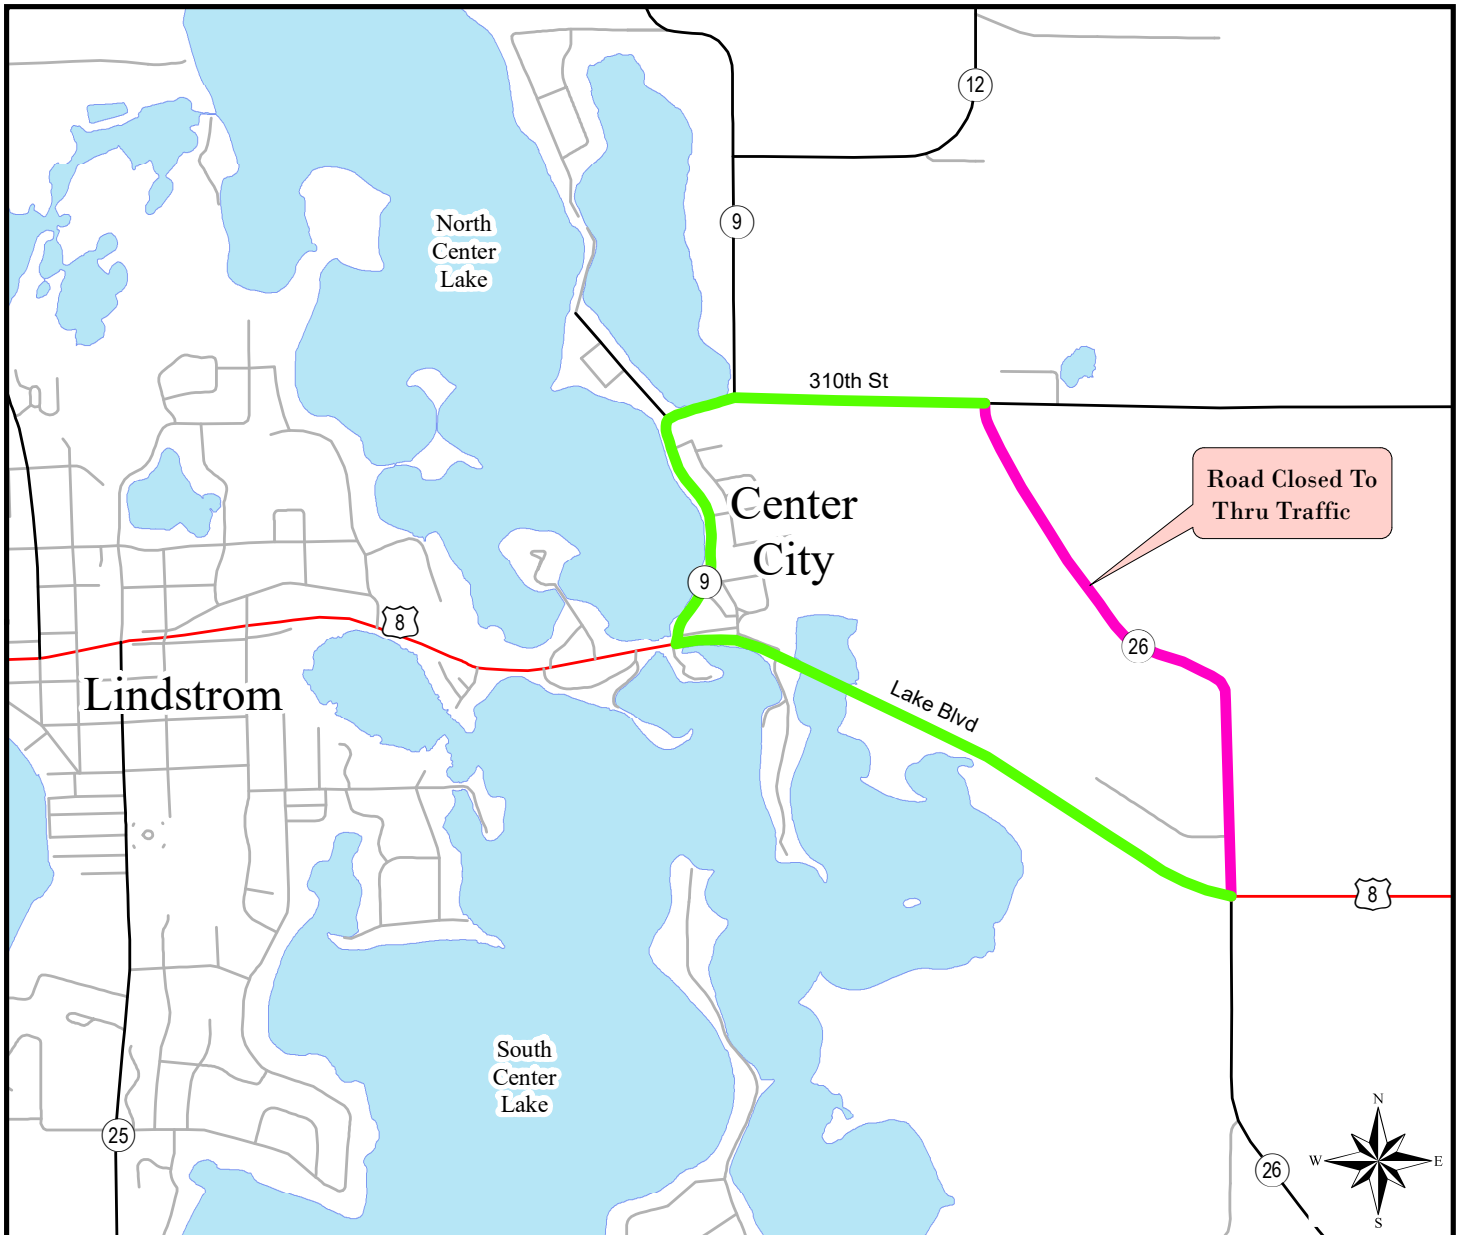 12
9
North
Center
Lake
310th St
Road Closed To
Thru Traffic
Center
City
9
8
26
Lindstrom
Lake Blvd
8
South
Center
Lake
25
26
N
W
E
S